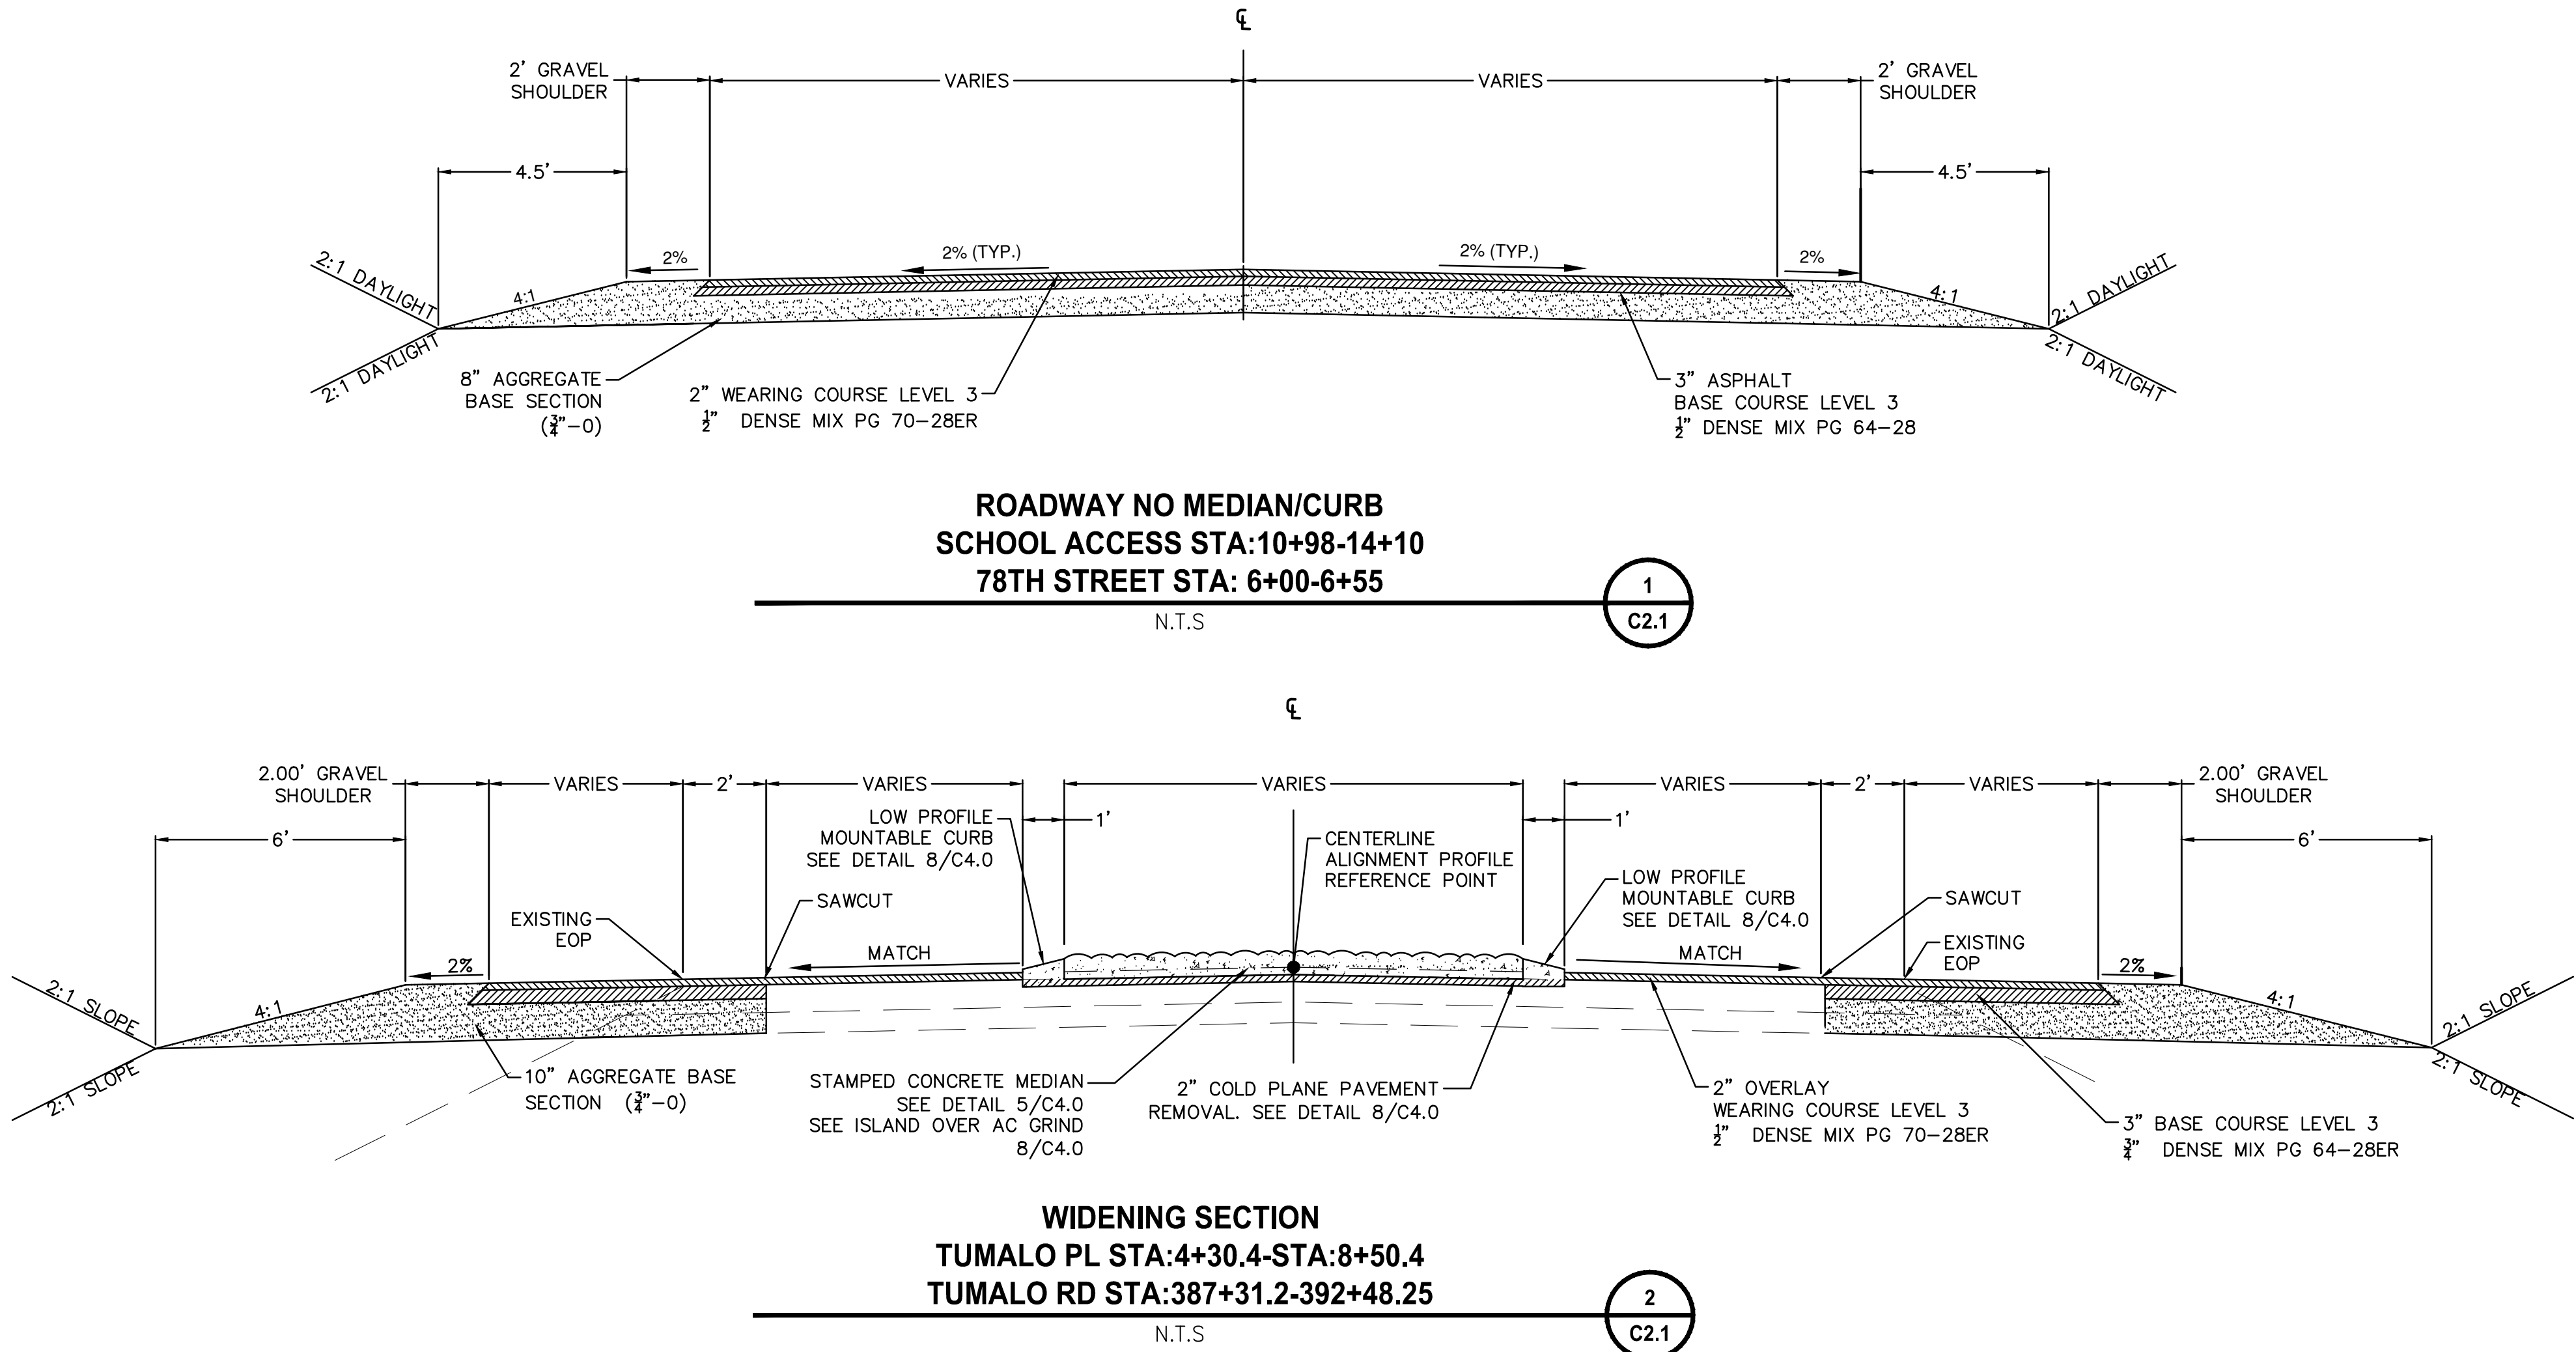 ℄
2' GRAVEL
SHOULDER
VARIES
VARIES
2' GRAVEL
SHOULDER
4.5'
4.5'
2:1 DAYLIGHT
4:1
2%
2% (TYP.)
2% (TYP.)
2%
4:1
2:1 DAYLIGHT
2:1 DAYLIGHT
2:1 DAYLIGHT
8" AGGREGATE
BASE SECTION
(3/4"-0)
2" WEARING COURSE LEVEL 3
1/2" DENSE MIX PG 70-28ER
3" ASPHALT
BASE COURSE LEVEL 3
1/2" DENSE MIX PG 64-28
ROADWAY NO MEDIAN/CURB
SCHOOL ACCESS STA:10+98-14+10
78TH STREET STA: 6+00-6+55
N.T.S
1
C2.1
℄
2.00' GRAVEL
SHOULDER
VARIES
2'
VARIES
VARIES
VARIES
2'
VARIES
2.00' GRAVEL
SHOULDER
6'
1'
1'
6'
LOW PROFILE
MOUNTABLE CURB
SEE DETAIL 8/C4.0
CENTERLINE
ALIGNMENT PROFILE
REFERENCE POINT
LOW PROFILE
MOUNTABLE CURB
SEE DETAIL 8/C4.0
SAWCUT
SAWCUT
EXISTING
EOP
EXISTING
EOP
MATCH
MATCH
2%
2%
2:1 SLOPE
4:1
4:1
2:1 SLOPE
2:1 SLOPE
2:1 SLOPE
10" AGGREGATE BASE
SECTION (3/4"-0)
STAMPED CONCRETE MEDIAN
SEE DETAIL 5/C4.0
SEE ISLAND OVER AC GRIND
8/C4.0
2" COLD PLANE PAVEMENT
REMOVAL. SEE DETAIL 8/C4.0
2" OVERLAY
WEARING COURSE LEVEL 3
1/2" DENSE MIX PG 70-28ER
3" BASE COURSE LEVEL 3
3/4" DENSE MIX PG 64-28ER
WIDENING SECTION
TUMALO PL STA:4+30.4-STA:8+50.4
TUMALO RD STA:387+31.2-392+48.25
N.T.S
2
C2.1